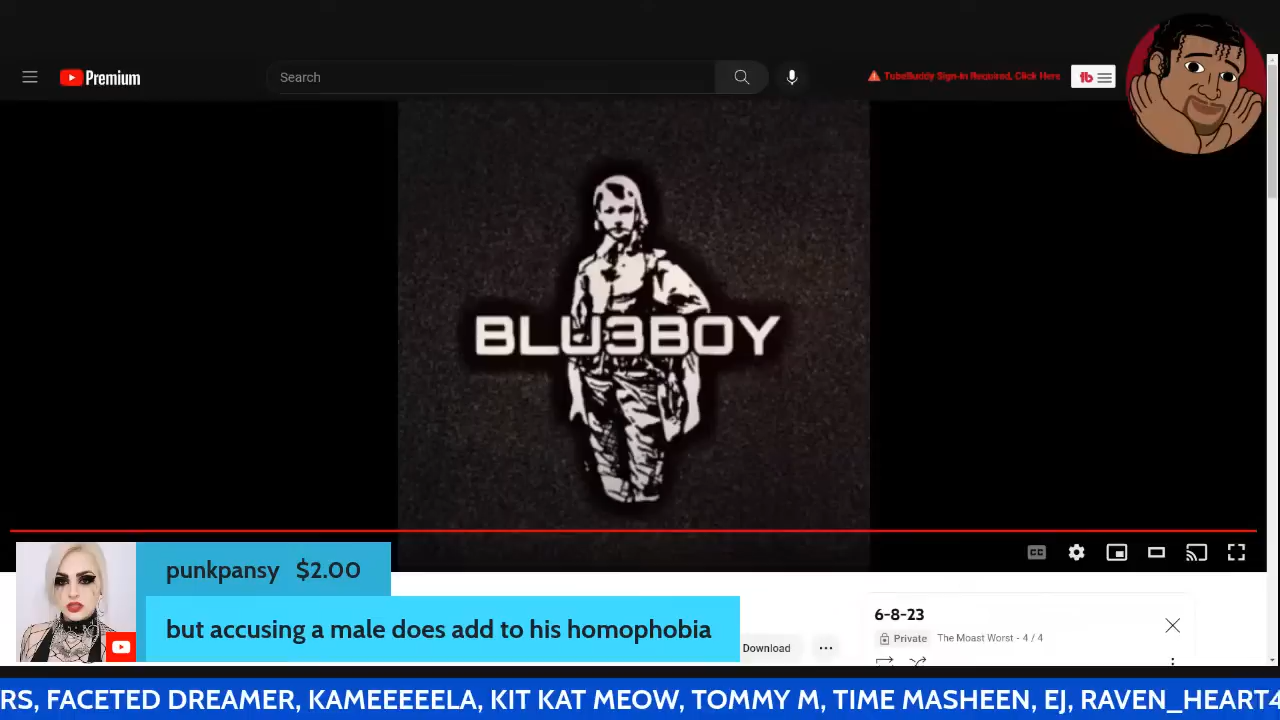 Premium
Search
TubeBuddy Sign-In Required, Click Here
tb
BLU3BOY
CC
punkpansy $2.00
but accusing a male does add to his homophobia
Download
6-8-23
Private The Moast Worst - 4 / 4
RS, FACETED DREAMER, KAMEEEEELA, KIT KAT MEOW, TOMMY M, TIME MASHEEN, EJ, RAVEN_HEART4